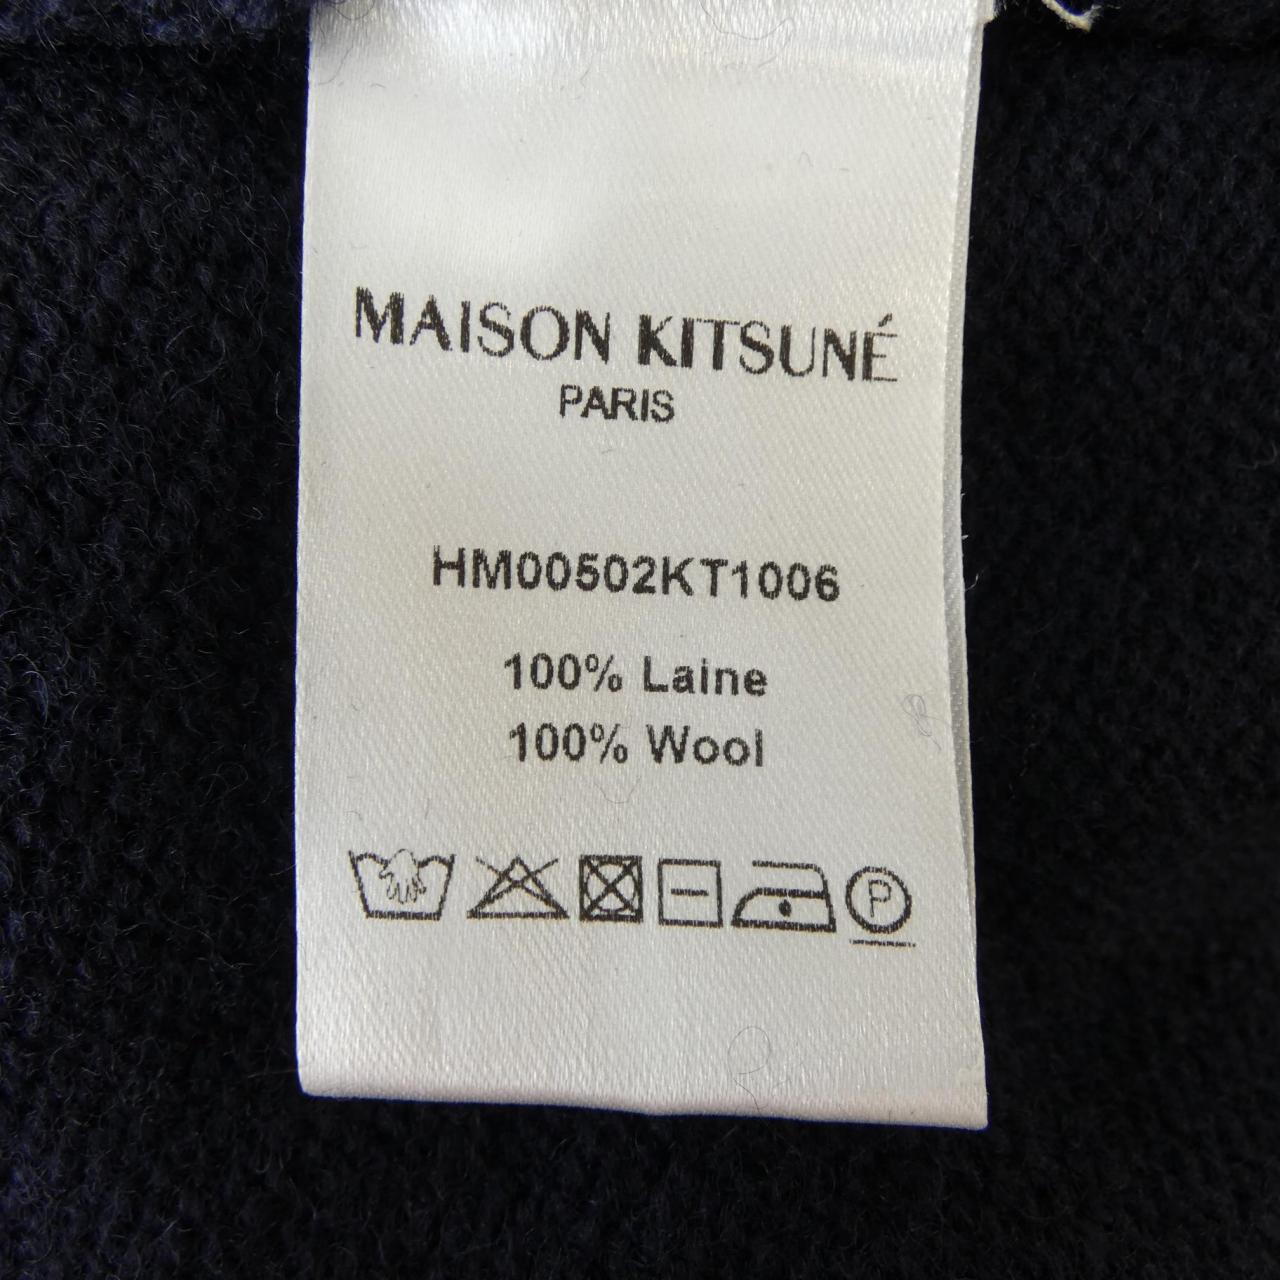 MAISON KITSUNÉ
PARIS
HM00502KT1006
100% Laine
100% Wool
P